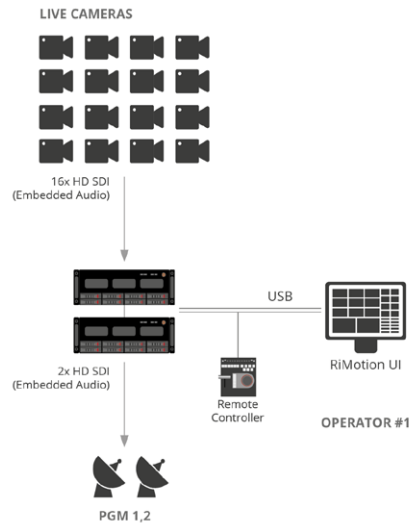 LIVE CAMERAS
16x HD SDI
(Embedded Audio)
USB
RiMotion UI
2x HD SDI
(Embedded Audio)
Remote
Controller
OPERATOR #1
PGM 1,2